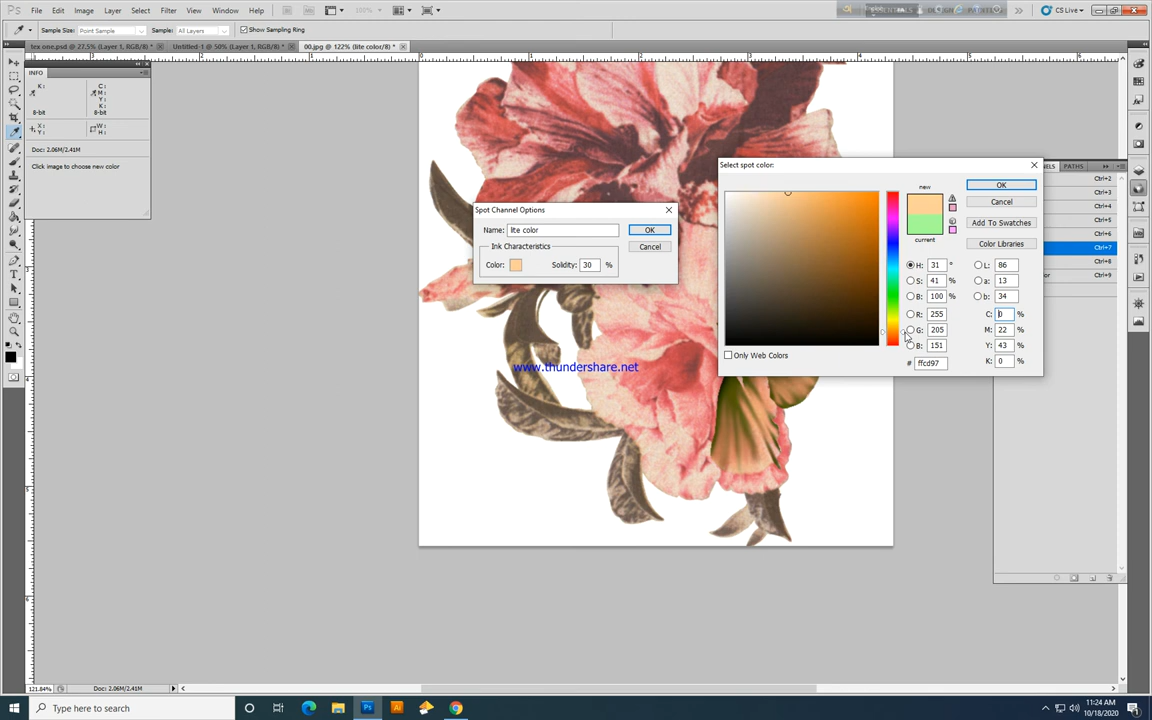 Ps File Edit Image Layer Select Filter View Window Help
100%
ESSENTIALS DESIGN
CS Live
Sample Size: Point Sample Sample: All Layers Show Sampling Ring
tex one.psd @ 27.5% (Layer 1, RGB/8) *
Untitled-1 @ 50% (Layer 1, RGB/8) *
00.jpg @ 122% (lite color/8) *
INFO
K:
C:
M:
Y:
K:
8-bit
8-bit
X:
Y:
W:
H:
Doc: 2.06M/2.41M
Click image to choose new color
Spot Channel Options
Name: lite color
OK
Cancel
Ink Characteristics
Color:
Solidity: 30 %
Select spot color:
new
current
OK
Cancel
Add To Swatches
Color Libraries
H: 31 °
S: 41 %
B: 100 %
R: 255
G: 205
B: 151
# ffcd97
L: 86
a: 13
b: 34
C: 0 %
M: 22 %
Y: 43 %
K: 0 %
Only Web Colors
PATHS
Ctrl+2
Ctrl+3
Ctrl+4
Ctrl+5
Ctrl+6
Ctrl+7
Ctrl+8
Ctrl+9
www.thundershare.net
121.84%
Doc: 2.06M/2.41M
Type here to search
11:24 AM
10/18/2020